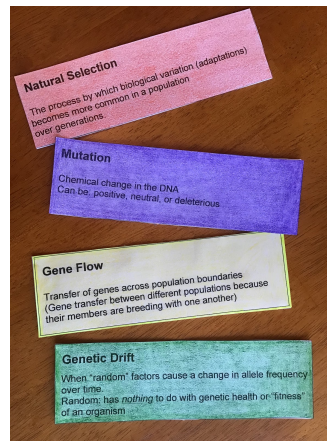 Natural Selection
The process by which biological variation (adaptations)
becomes more common in a population
over generations.
Mutation
Chemical change in the DNA
Can be: positive, neutral, or deleterious
Gene Flow
Transfer of genes across population boundaries
(Gene transfer between different populations because
their members are breeding with one another)
Genetic Drift
When "random" factors cause a change in allele frequency
over time.
Random: has nothing to do with genetic health or "fitness"
of an organism